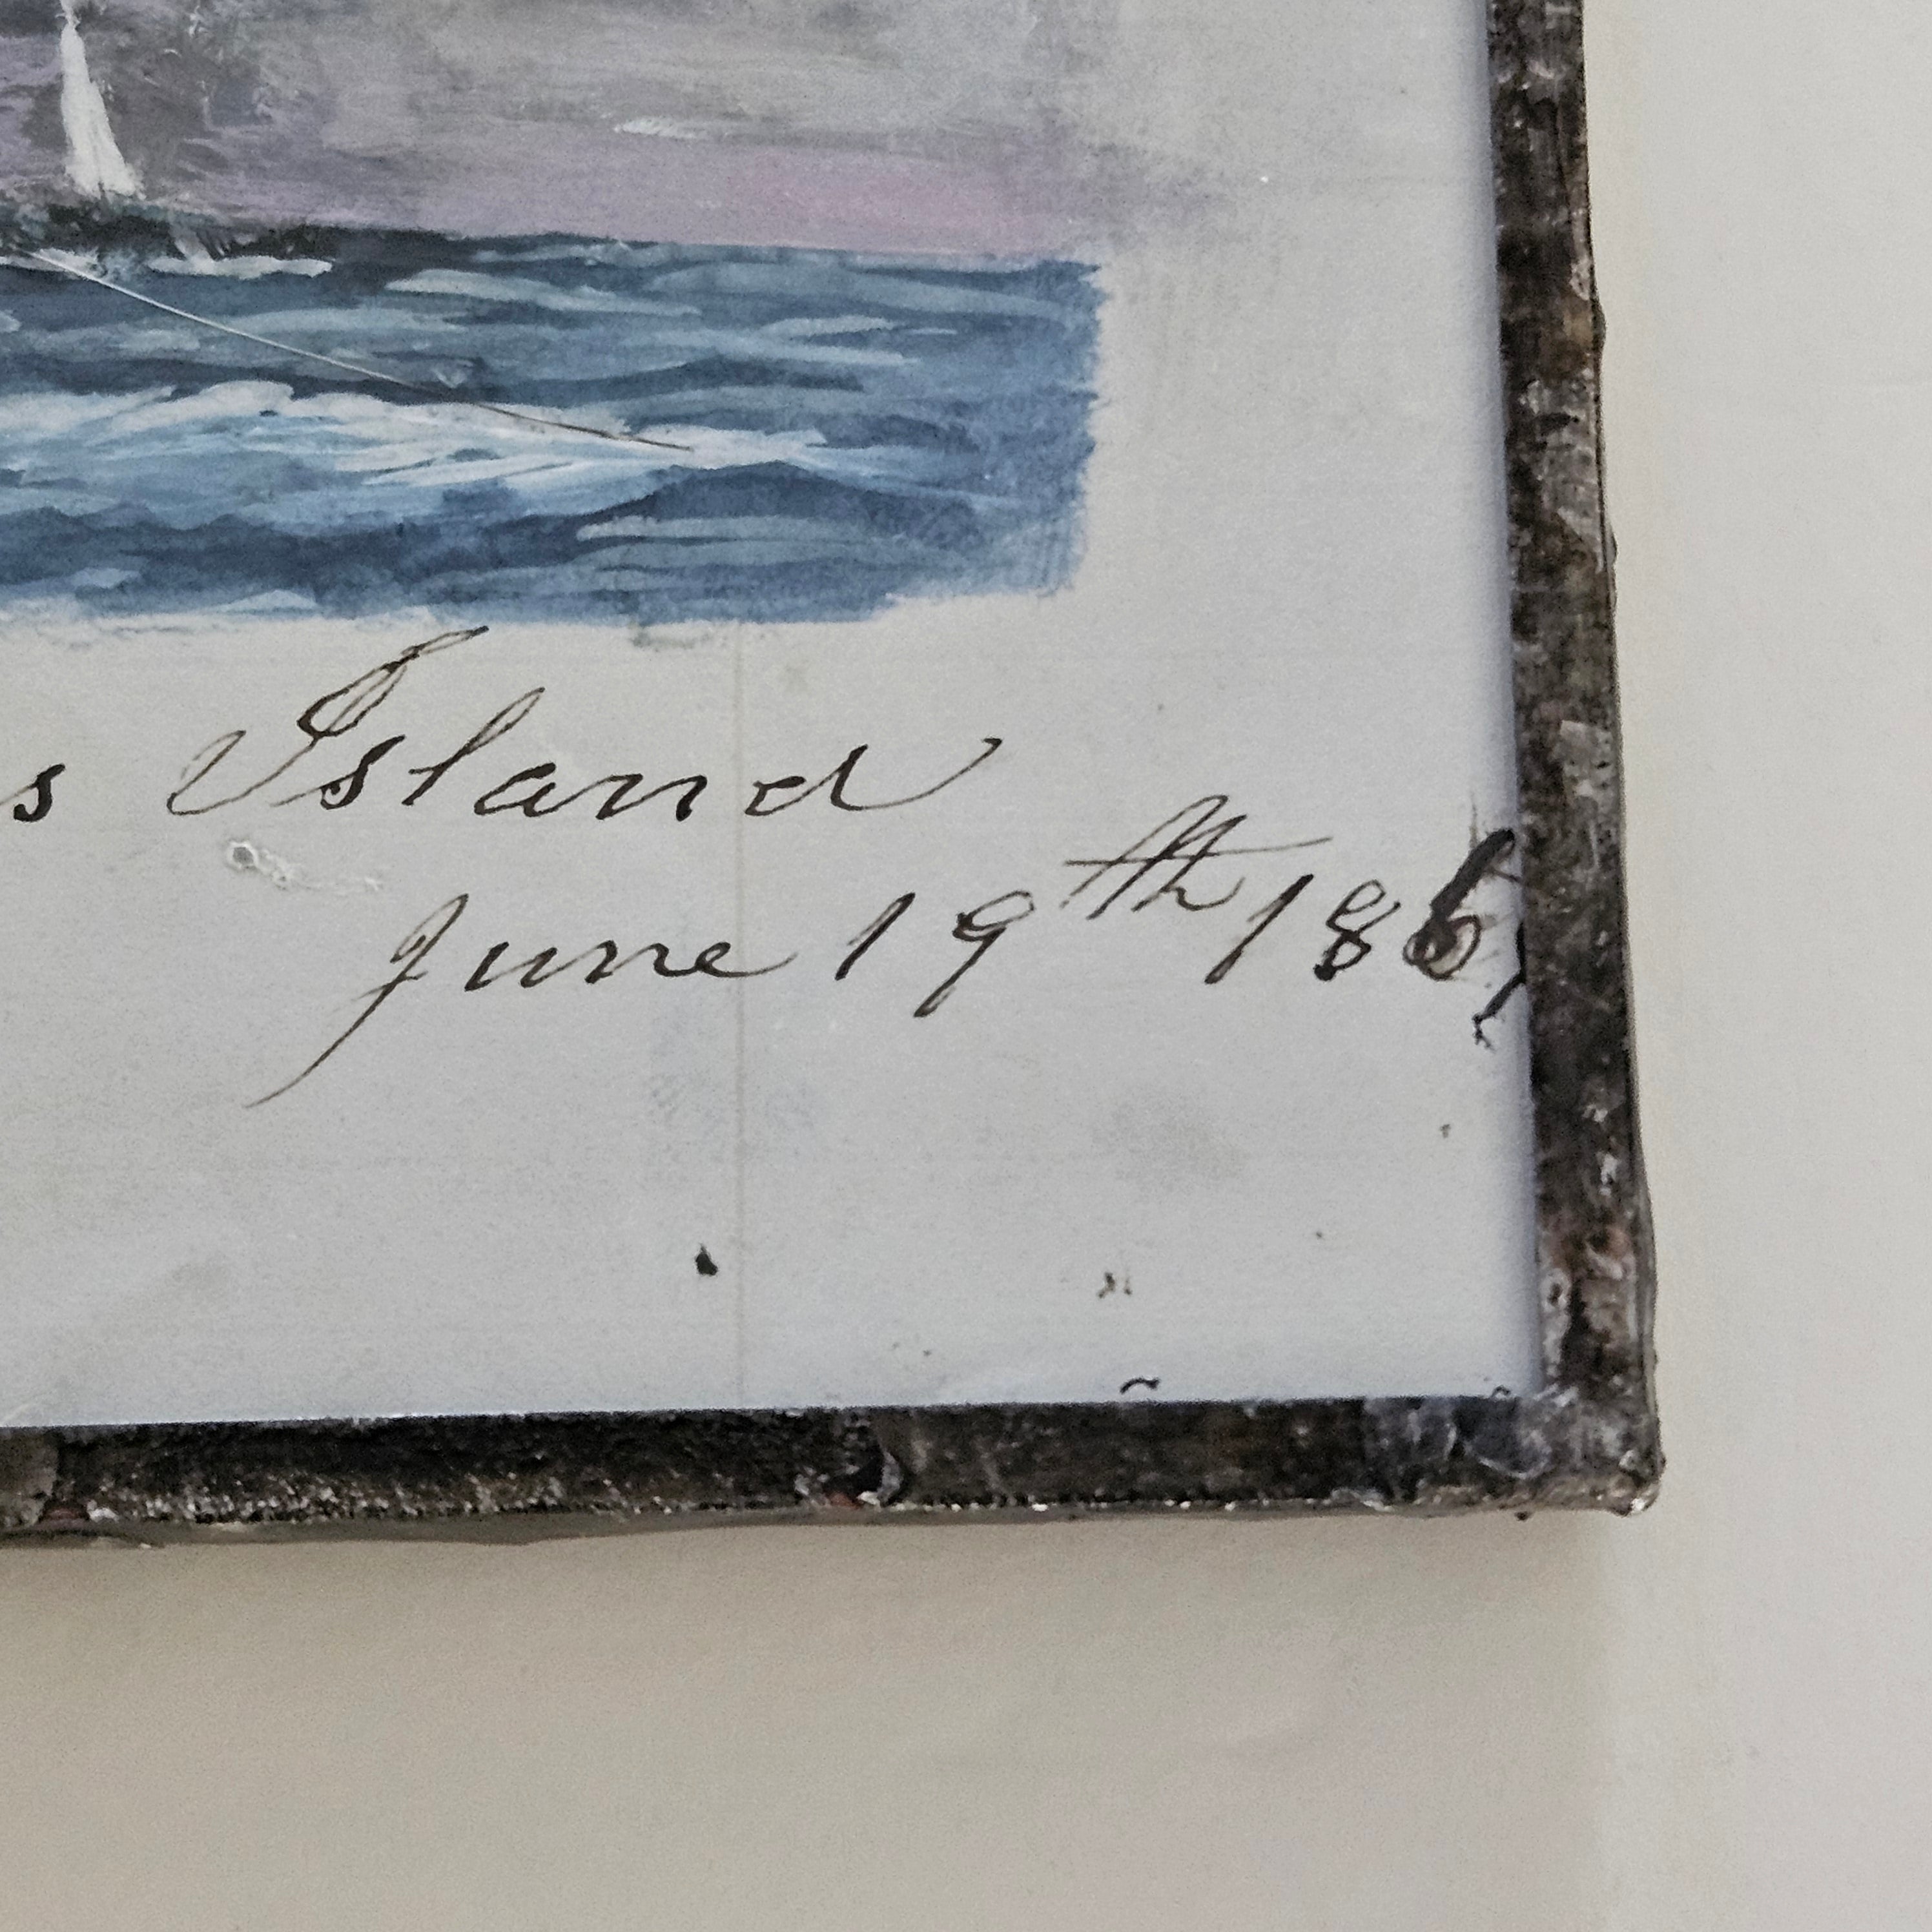 s Island
June 19th 186